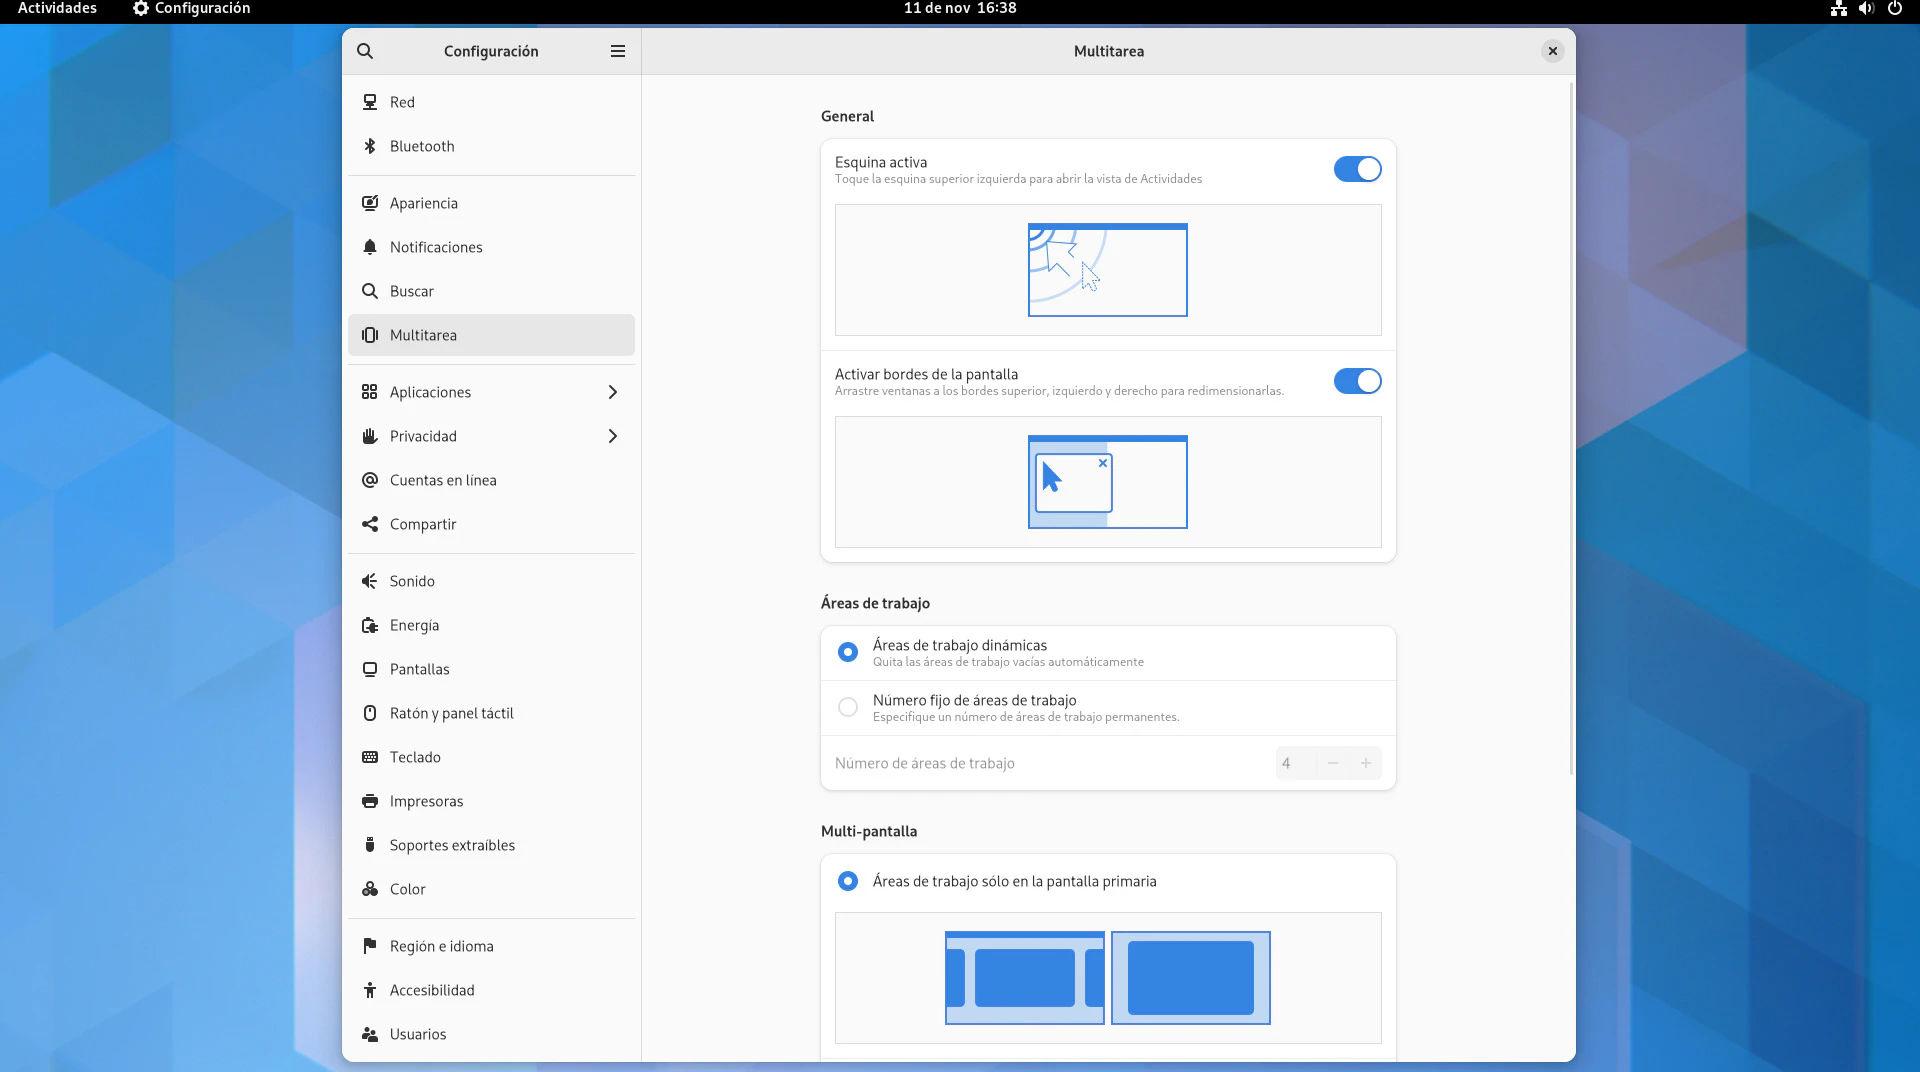 Actividades Configuración 11 de nov 16:38
Configuración
Multitarea
Red
Bluetooth
Apariencia
Notificaciones
Buscar
Multitarea
Aplicaciones
Privacidad
Cuentas en línea
Compartir
Sonido
Energía
Pantallas
Ratón y panel táctil
Teclado
Impresoras
Soportes extraíbles
Color
Región e idioma
Accesibilidad
Usuarios
General
Esquina activa
Toque la esquina superior izquierda para abrir la vista de Actividades
Activar bordes de la pantalla
Arrastre ventanas a los bordes superior, izquierdo y derecho para redimensionarlas.
Áreas de trabajo
Áreas de trabajo dinámicas
Quita las áreas de trabajo vacías automáticamente
Número fijo de áreas de trabajo
Especifique un número de áreas de trabajo permanentes.
Número de áreas de trabajo 4 − +
Multi-pantalla
Áreas de trabajo sólo en la pantalla primaria